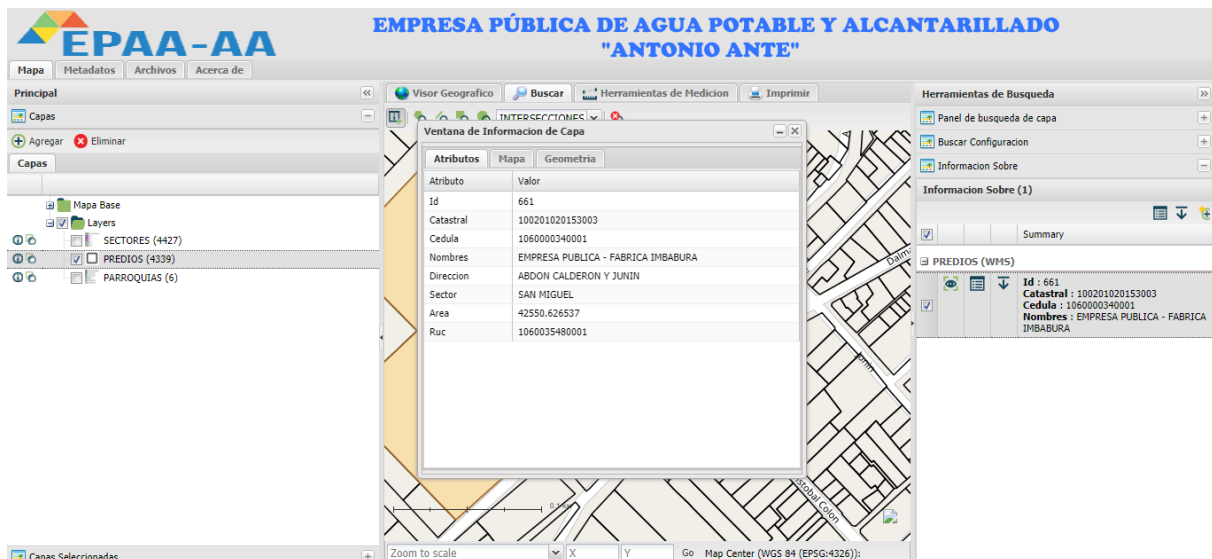 EPAA-AA
EMPRESA PÚBLICA DE AGUA POTABLE Y ALCANTARILLADO
"ANTONIO ANTE"
Mapa Metadatos Archivos Acerca de
Principal
Capas
Agregar Eliminar
Capas
Mapa Base
Layers
SECTORES (4427)
PREDIOS (4339)
PARROQUIAS (6)
Capas Seleccionadas
Visor Geografico Buscar Herramientas de Medicion Imprimir
INTERSECCIONES
Ventana de Informacion de Capa
Atributos Mapa Geometria
Atributo Valor
Id 661
Catastral 100201020153003
Cedula 1060000340001
Nombres EMPRESA PUBLICA - FABRICA IMBABURA
Direccion ABDON CALDERON Y JUNIN
Sector SAN MIGUEL
Area 42550.626537
Ruc 1060035480001
Junin
Colon
Zoom to scale X Y Go Map Center (WGS 84 (EPSG:4326)):
Herramientas de Busqueda
Panel de busqueda de capa
Buscar Configuracion
Informacion Sobre
Informacion Sobre (1)
Summary
PREDIOS (WMS)
Id : 661
Catastral : 100201020153003
Cedula : 1060000340001
Nombres : EMPRESA PUBLICA - FABRICA
IMBABURA